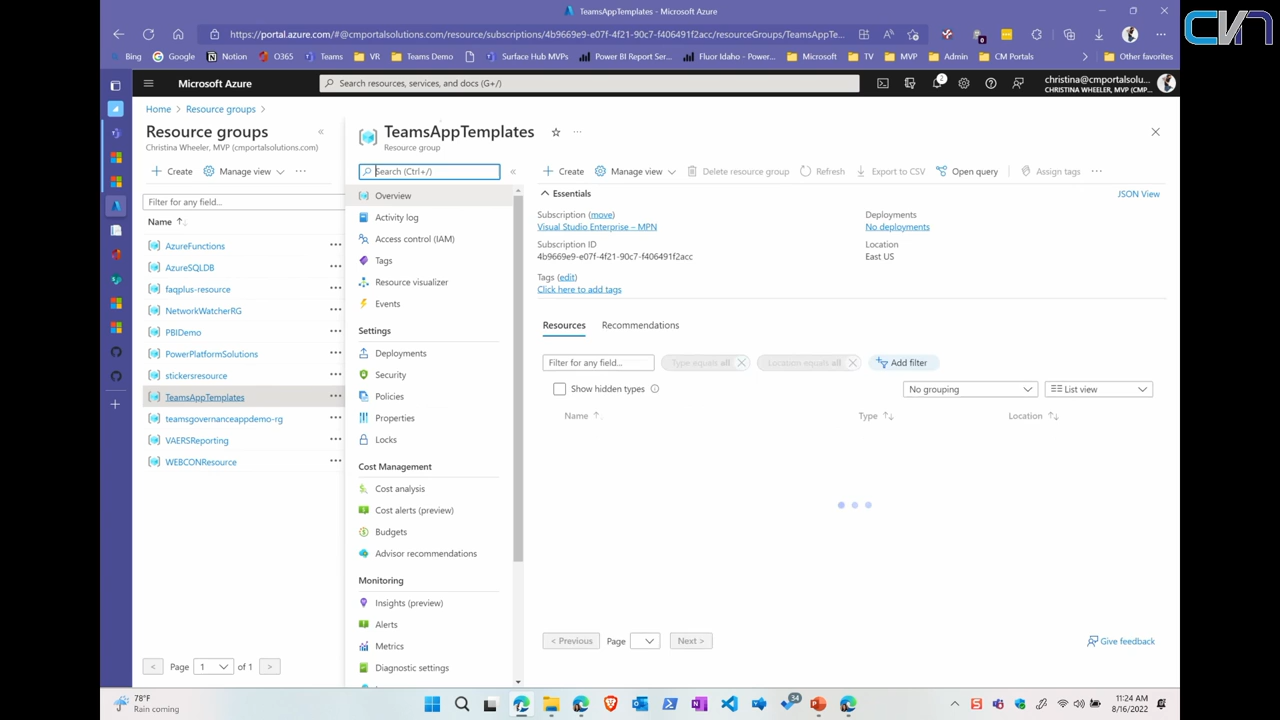 TeamsAppTemplates - Microsoft Azure
https://portal.azure.com/#@cmportalsolutions.com/resource/subscriptions/4b9669e9-e07f-4f21-90c7-f406491f2acc/resourceGroups/TeamsAppTe...
Bing Google Notion O365 Teams VR Teams Demo Surface Hub MVPs Power BI Report Ser... Fluor Idaho - Power... Microsoft TV MVP Admin CM Portals Other favorites
CVN
Microsoft Azure
Search resources, services, and docs (G+/)
2
christina@cmportalsoluti...
CHRISTINA WHEELER, MVP (CMP...
Home > Resource groups >
Resource groups
Christina Wheeler, MVP (cmportalsolutions.com)
+ Create Manage view ...
Filter for any field...
Name
AzureFunctions ...
AzureSQLDB ...
faqplus-resource ...
NetworkWatcherRG ...
PBIDemo ...
PowerPlatformSolutions ...
stickersresource ...
TeamsAppTemplates ...
teamsgovernanceappdemo-rg ...
VAERSReporting ...
WEBCONResource ...
< Page 1 of 1 >
TeamsAppTemplates ...
Resource group
Search (Ctrl+/)
Overview
Activity log
Access control (IAM)
Tags
Resource visualizer
Events
Settings
Deployments
Security
Policies
Properties
Locks
Cost Management
Cost analysis
Cost alerts (preview)
Budgets
Advisor recommendations
Monitoring
Insights (preview)
Alerts
Metrics
Diagnostic settings
+ Create Manage view Delete resource group Refresh Export to CSV Open query Assign tags ...
Essentials
JSON View
Subscription (move)
Visual Studio Enterprise – MPN
Subscription ID
4b9669e9-e07f-4f21-90c7-f406491f2acc
Tags (edit)
Click here to add tags
Deployments
No deployments
Location
East US
Resources Recommendations
Filter for any field... Type equals all Location equals all Add filter
Show hidden types
No grouping List view
Name Type Location
< Previous Page Next >
Give feedback
78°F
Rain coming
34
11:24 AM
8/16/2022